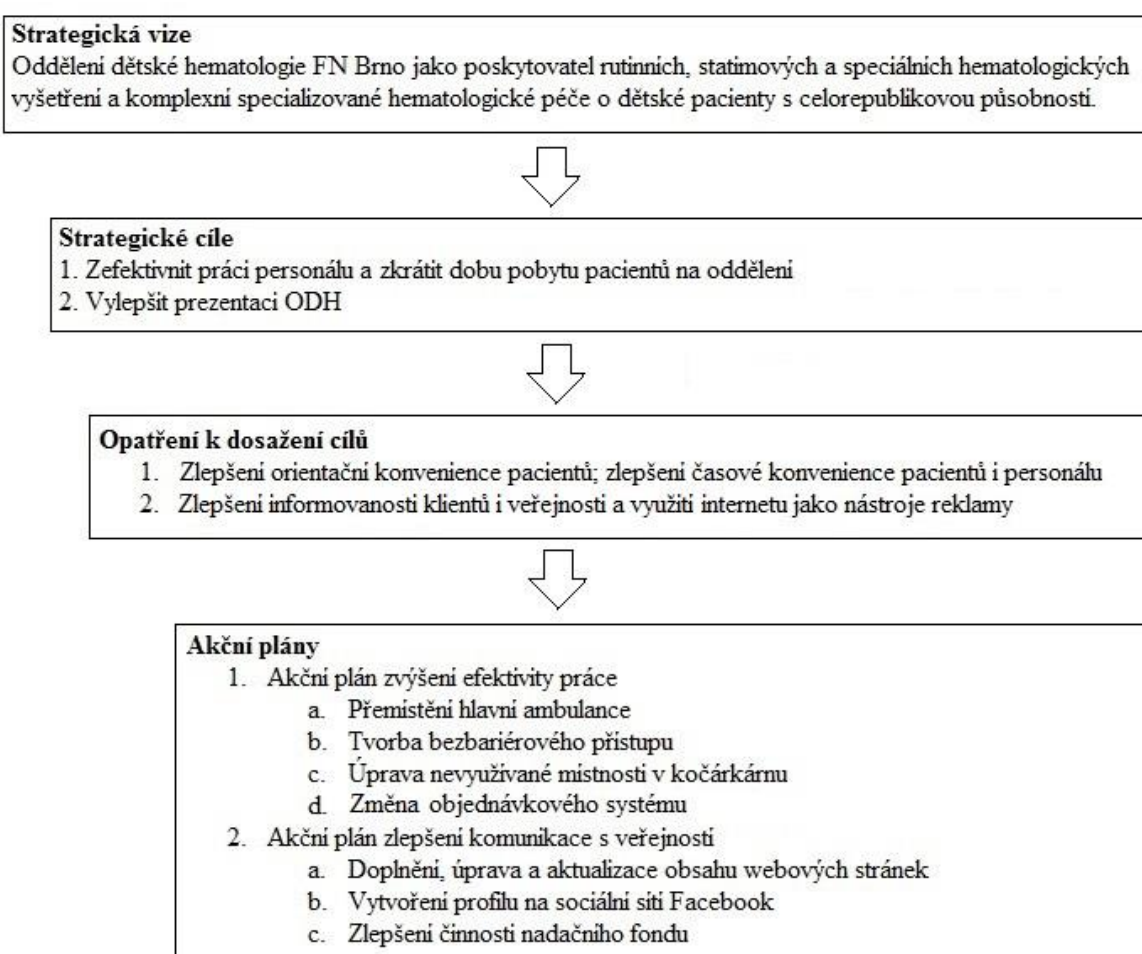 Strategická vize
Oddělení dětské hematologie FN Brno jako poskytovatel rutinních, statimových a speciálních hematologických
vyšetření a komplexní specializované hematologické péče o dětské pacienty s celorepublikovou působností.
Strategické cíle
1. Zefektivnit práci personálu a zkrátit dobu pobytu pacientů na oddělení
2. Vylepšit prezentaci ODH
Opatření k dosažení cílů
1. Zlepšení orientační konvenience pacientů; zlepšení časové konvenience pacientů i personálu
2. Zlepšení informovanosti klientů i veřejnosti a využití internetu jako nástroje reklamy
Akční plány
1. Akční plán zvýšení efektivity práce
a. Přemístění hlavní ambulance
b. Tvorba bezbariérového přístupu
c. Úprava nevyužívané místnosti v kočárkárnu
d. Změna objednávkového systému
2. Akční plán zlepšení komunikace s veřejností
a. Doplnění, úprava a aktualizace obsahu webových stránek
b. Vytvoření profilu na sociální síti Facebook
c. Zlepšení činnosti nadačního fondu